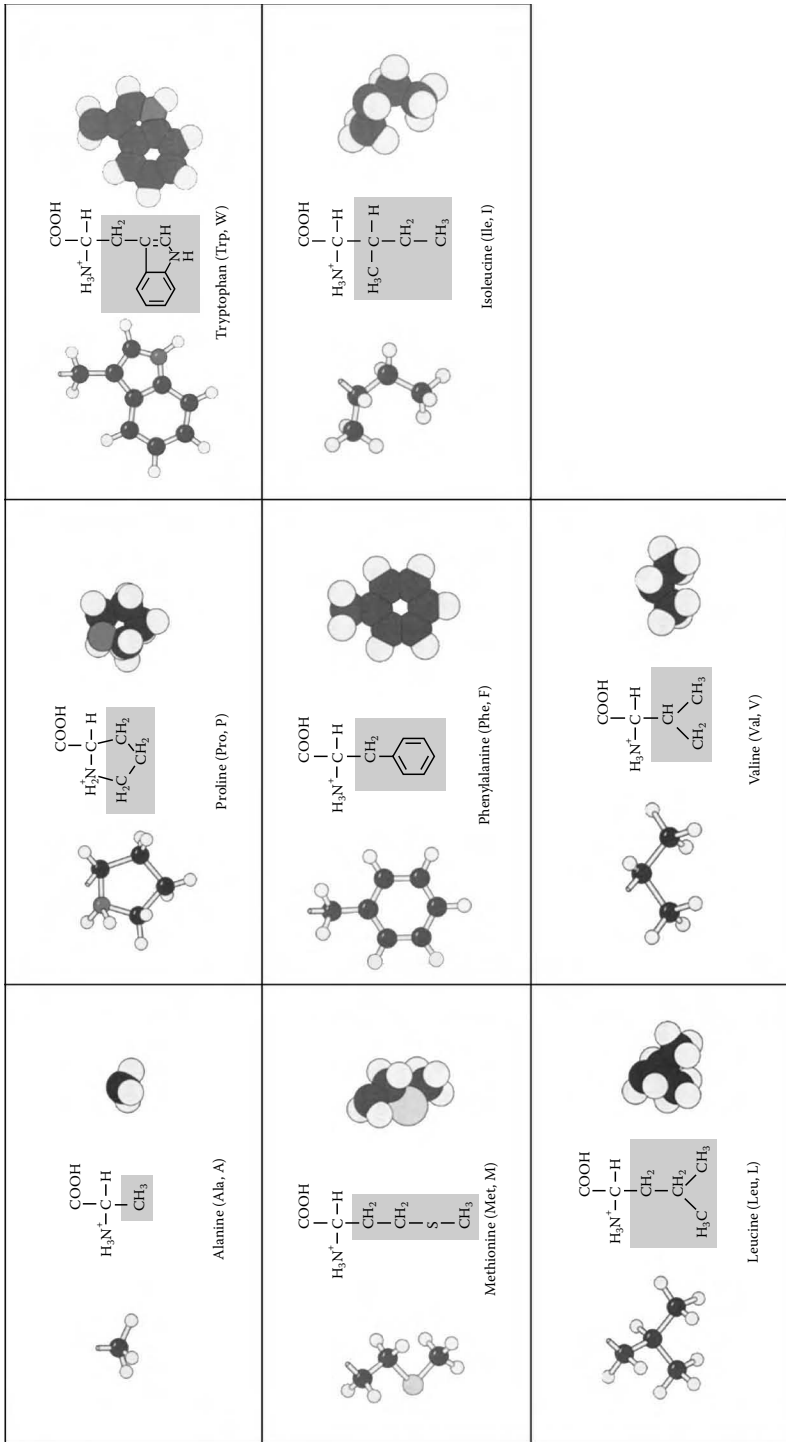 COOH
H₃N⁺–C–H
CH₃
Alanine (Ala, A)
COOH
H₂N⁺–C–H
CH₂
H₂C
CH₂
Proline (Pro, P)
COOH
H₃N⁺–C–H
CH₂
C=CH
N
H
Tryptophan (Trp, W)
COOH
H₃N⁺–C–H
CH₂
CH₂
S
CH₃
Methionine (Met, M)
COOH
H₃N⁺–C–H
CH₂
Phenylalanine (Phe, F)
COOH
H₃N⁺–C–H
H₃C–C–H
CH₂
CH₃
Isoleucine (Ile, I)
COOH
H₃N⁺–C–H
CH₂
CH₂
H₃C CH₃
Leucine (Leu, L)
COOH
H₃N⁺–C–H
CH
CH₂ CH₃
Valine (Val, V)